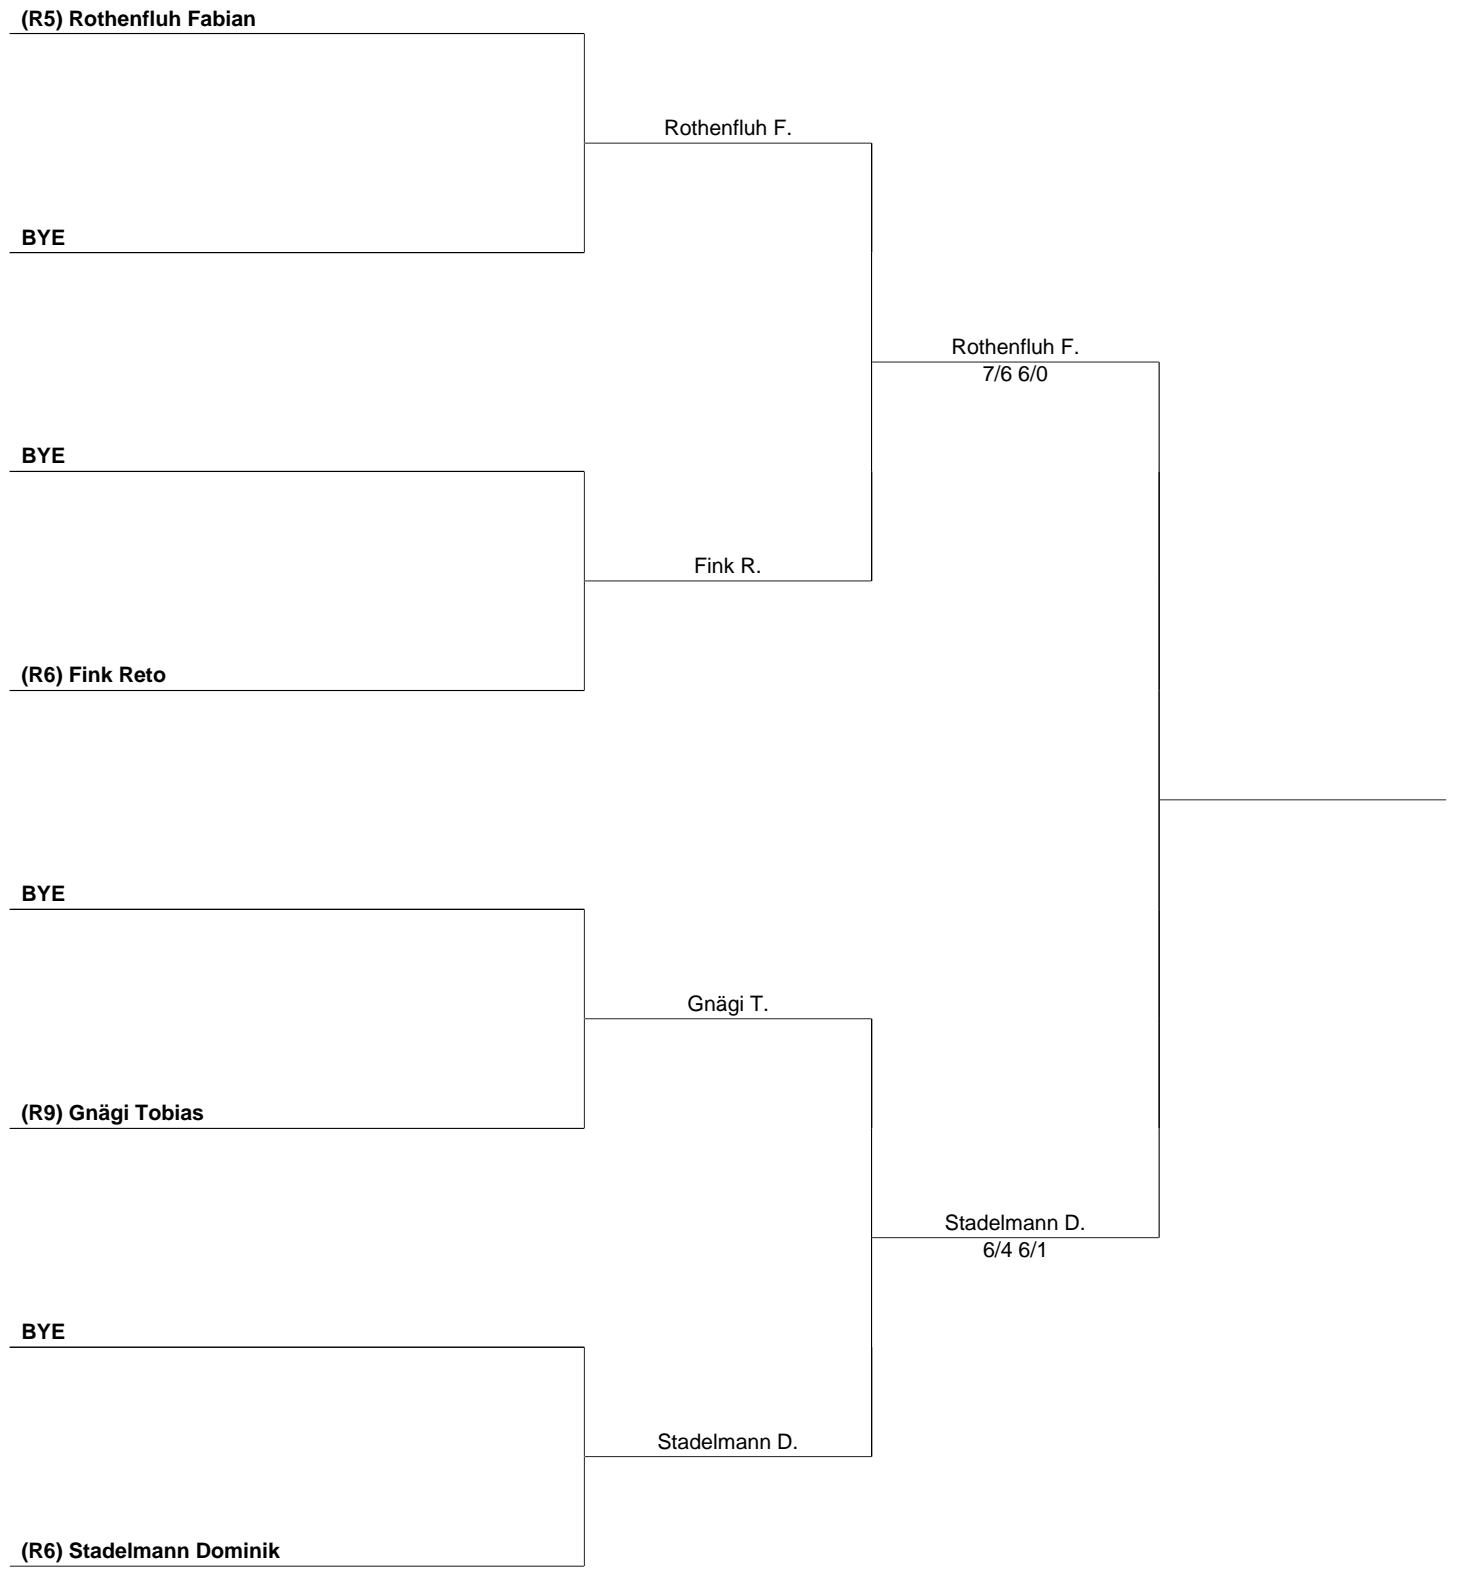 (R5) Rothenfluh Fabian
Rothenfluh F.
BYE
Rothenfluh F.
7/6 6/0
BYE
Fink R.
(R6) Fink Reto
BYE
Gnägi T.
(R9) Gnägi Tobias
Stadelmann D.
6/4 6/1
BYE
Stadelmann D.
(R6) Stadelmann Dominik